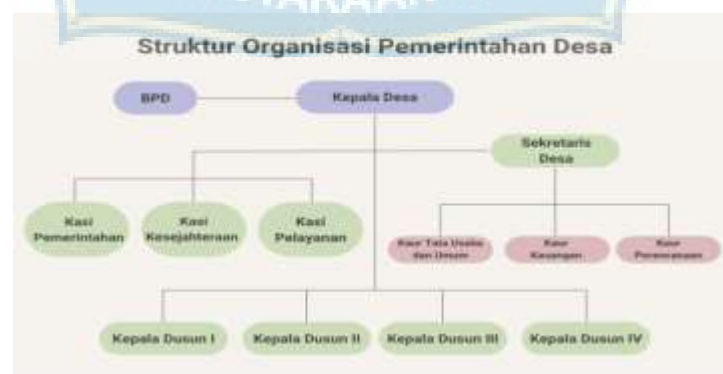 Struktur Organisasi Pemerintahan Desa
BPD
Kepala Desa
Sekretaris
Desa
Kasi
Pemerintahan
Kasi
Kesejahteraan
Kasi
Pelayanan
Kaur Tata Usaha
dan Umum
Kaur
Keuangan
Kaur
Perencanaan
Kepala Dusun I
Kepala Dusun II
Kepala Dusun III
Kepala Dusun IV